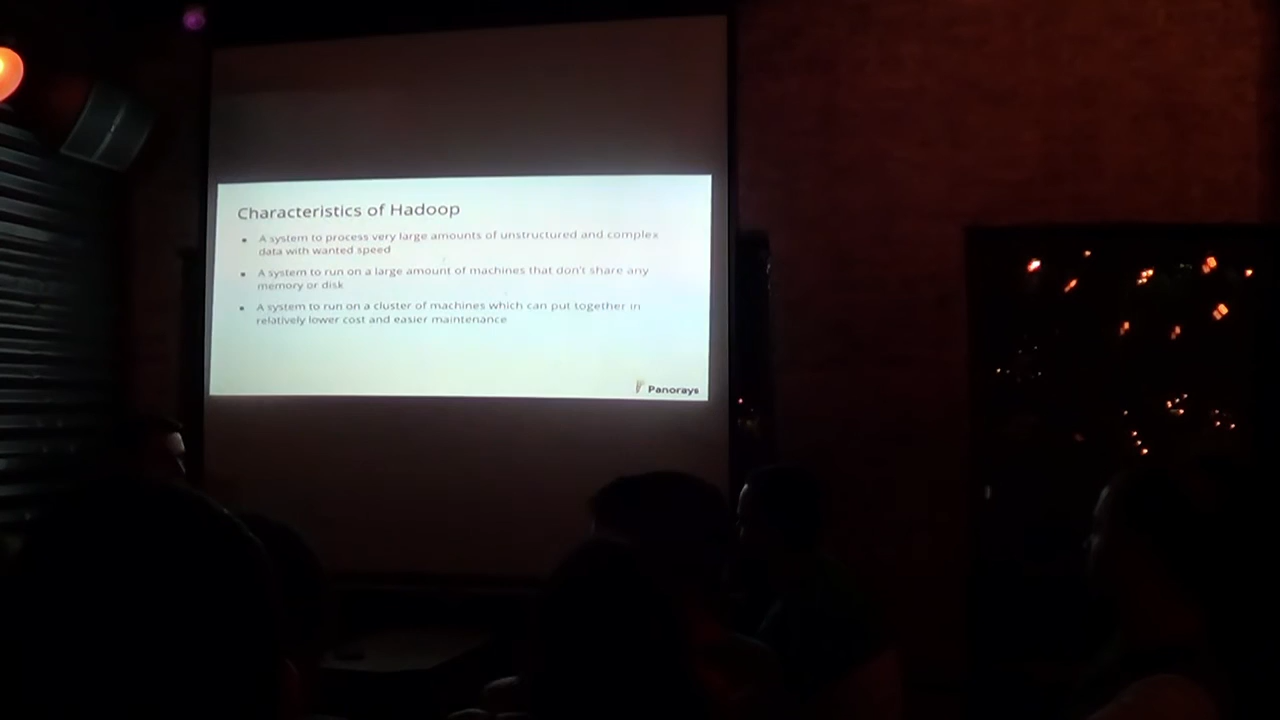 Characteristics of Hadoop
▪ A system to process very large amounts of unstructured and complex
data with wanted speed
▪ A system to run on a large amount of machines that don't share any
memory or disk
▪ A system to run on a cluster of machines which can put together in
relatively lower cost and easier maintenance
Panorays